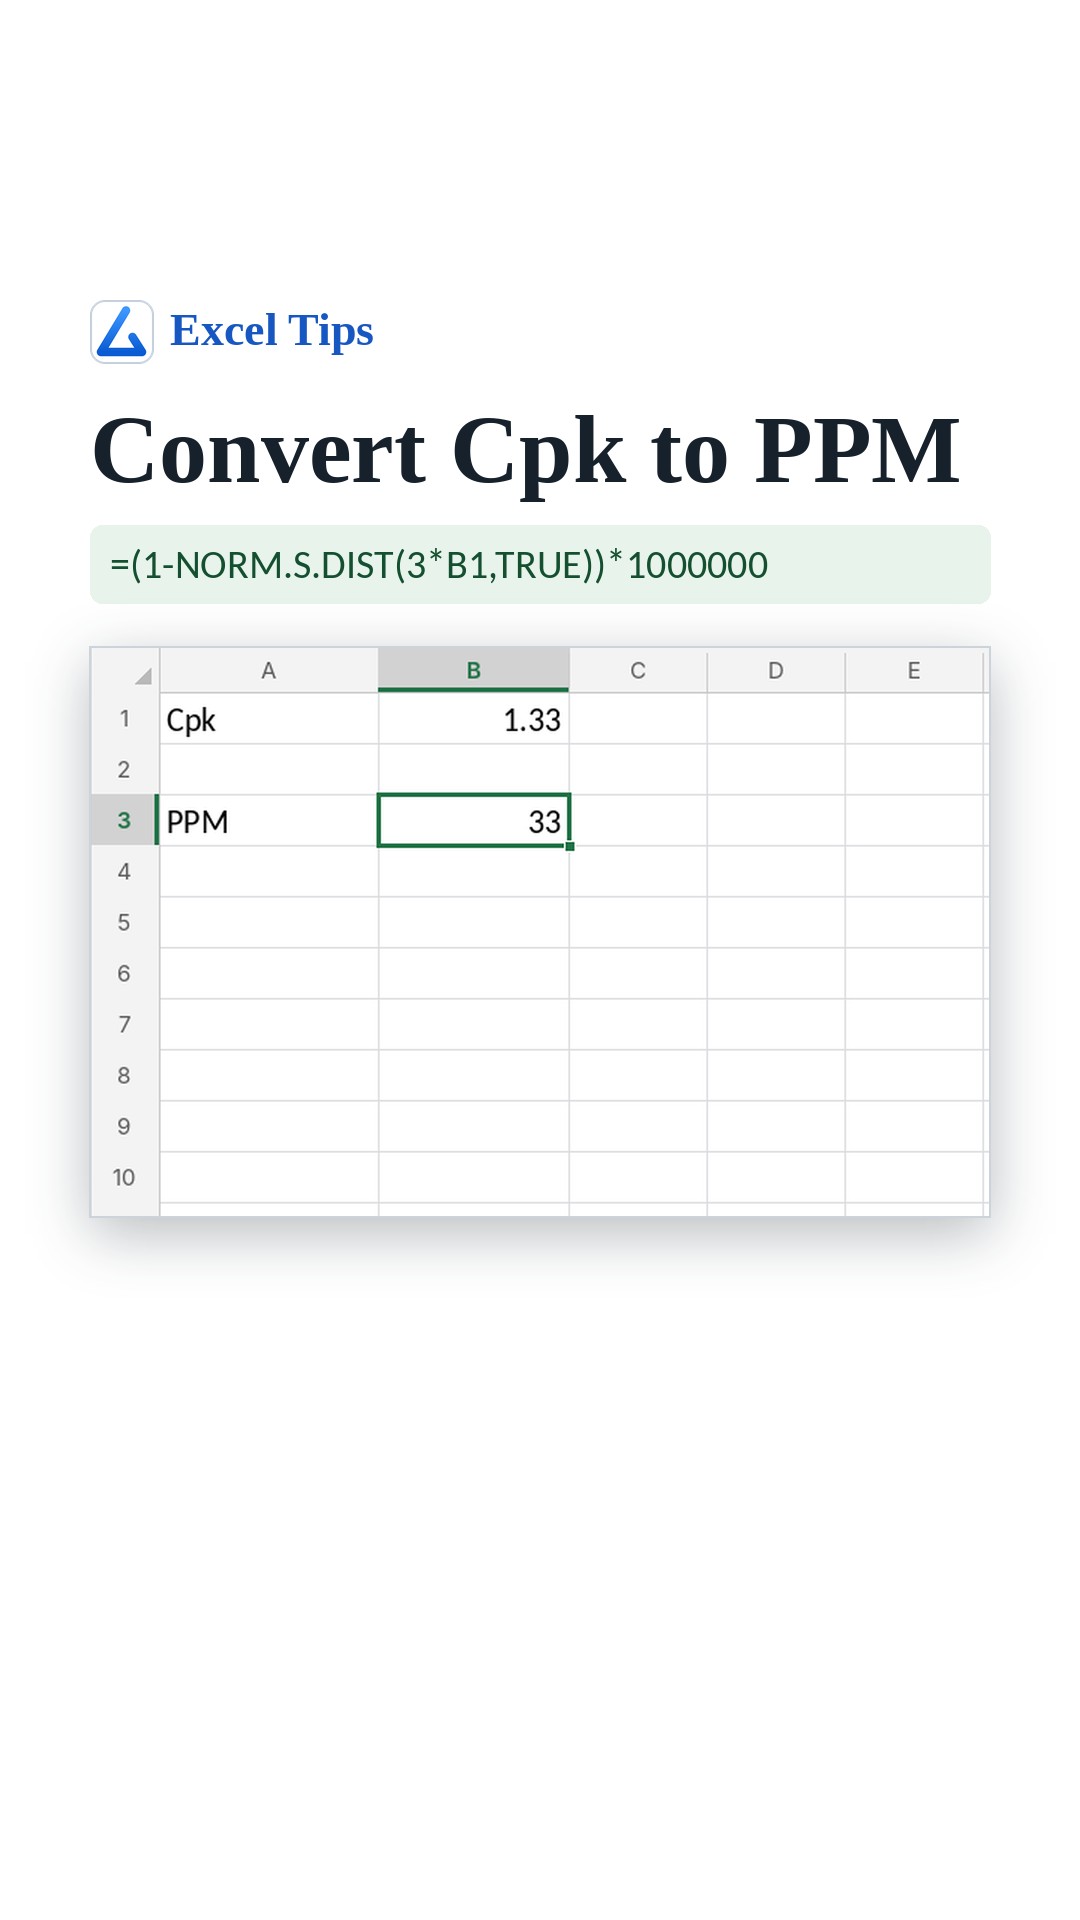 Excel Tips
Convert Cpk to PPM
=(1-NORM.S.DIST(3*B1,TRUE))*1000000
A B C D E
1 Cpk 1.33
2
3 PPM 33
4
5
6
7
8
9
10